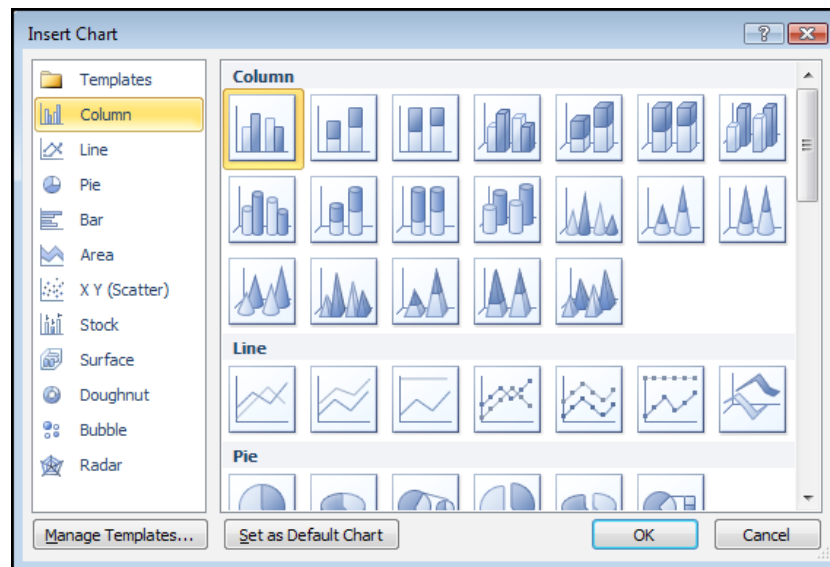 Insert Chart
Templates
Column
Line
Pie
Bar
Area
X Y (Scatter)
Stock
Surface
Doughnut
Bubble
Radar
Column
Line
Pie
Manage Templates...
Set as Default Chart
OK
Cancel